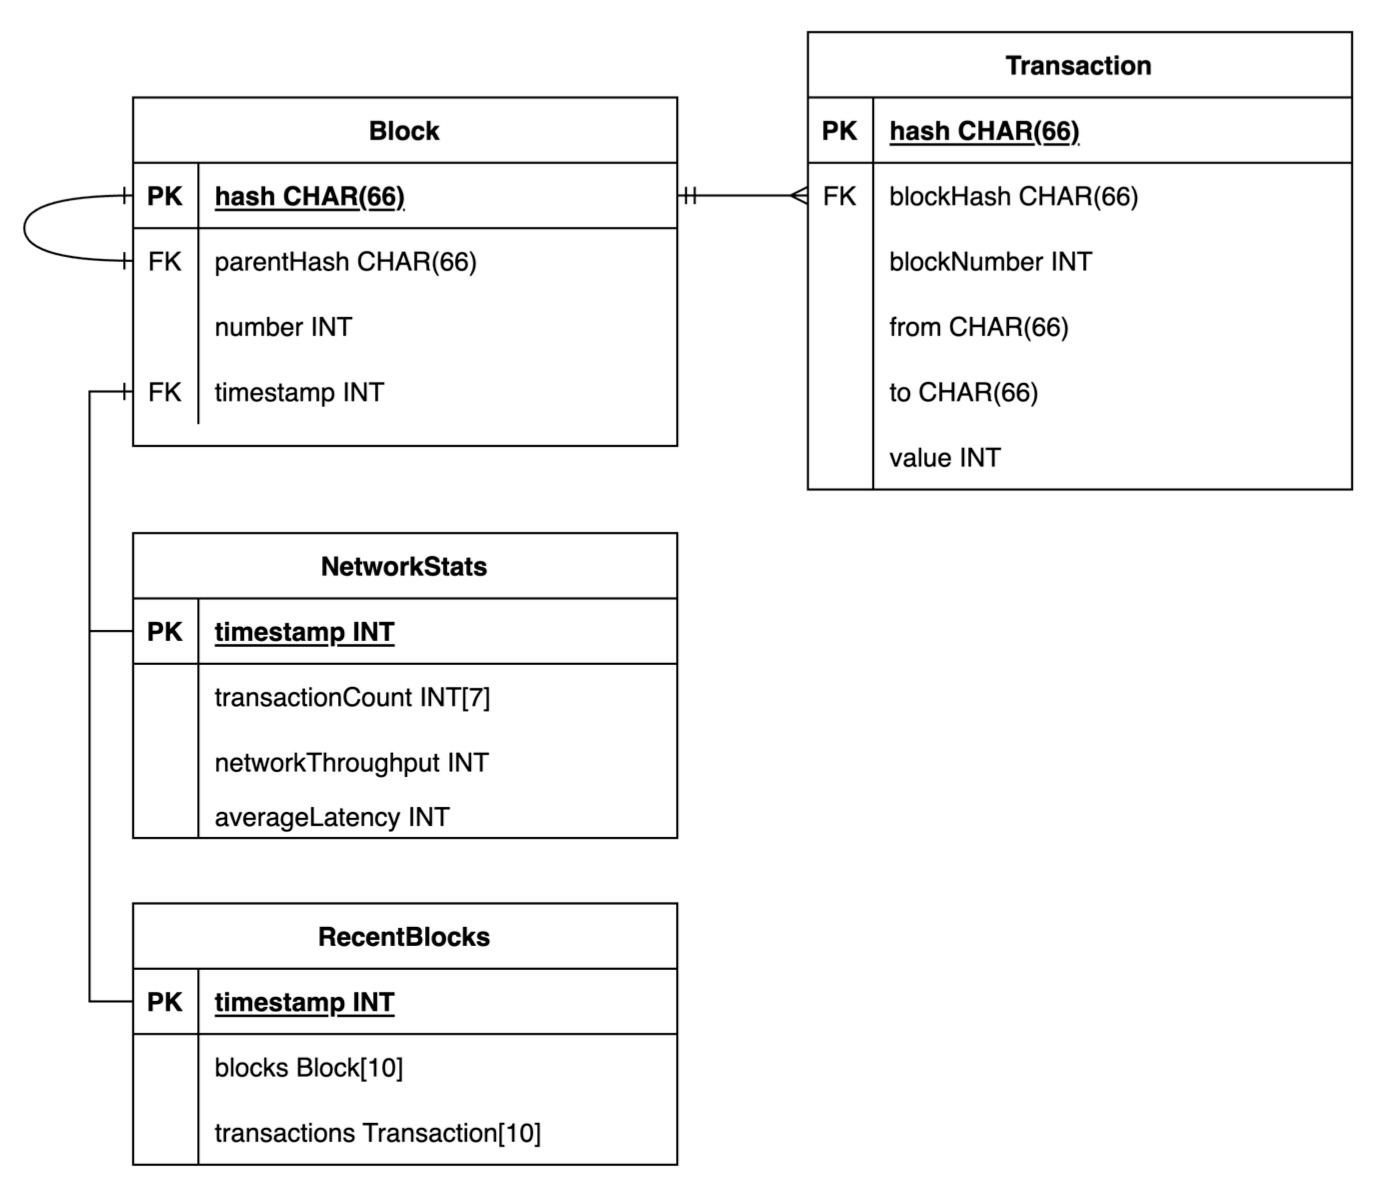 Block
PK hash CHAR(66)
FK parentHash CHAR(66)
number INT
FK timestamp INT
Transaction
PK hash CHAR(66)
FK blockHash CHAR(66)
blockNumber INT
from CHAR(66)
to CHAR(66)
value INT
NetworkStats
PK timestamp INT
transactionCount INT[7]
networkThroughput INT
averageLatency INT
RecentBlocks
PK timestamp INT
blocks Block[10]
transactions Transaction[10]